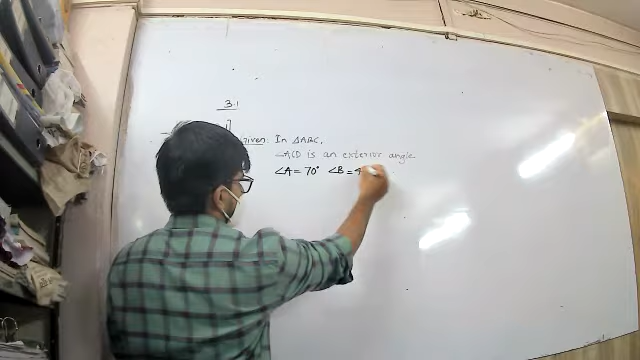 3.1
Given: In △ABC,
∠ACD is an exterior angle.
∠A = 70° ∠B = 4